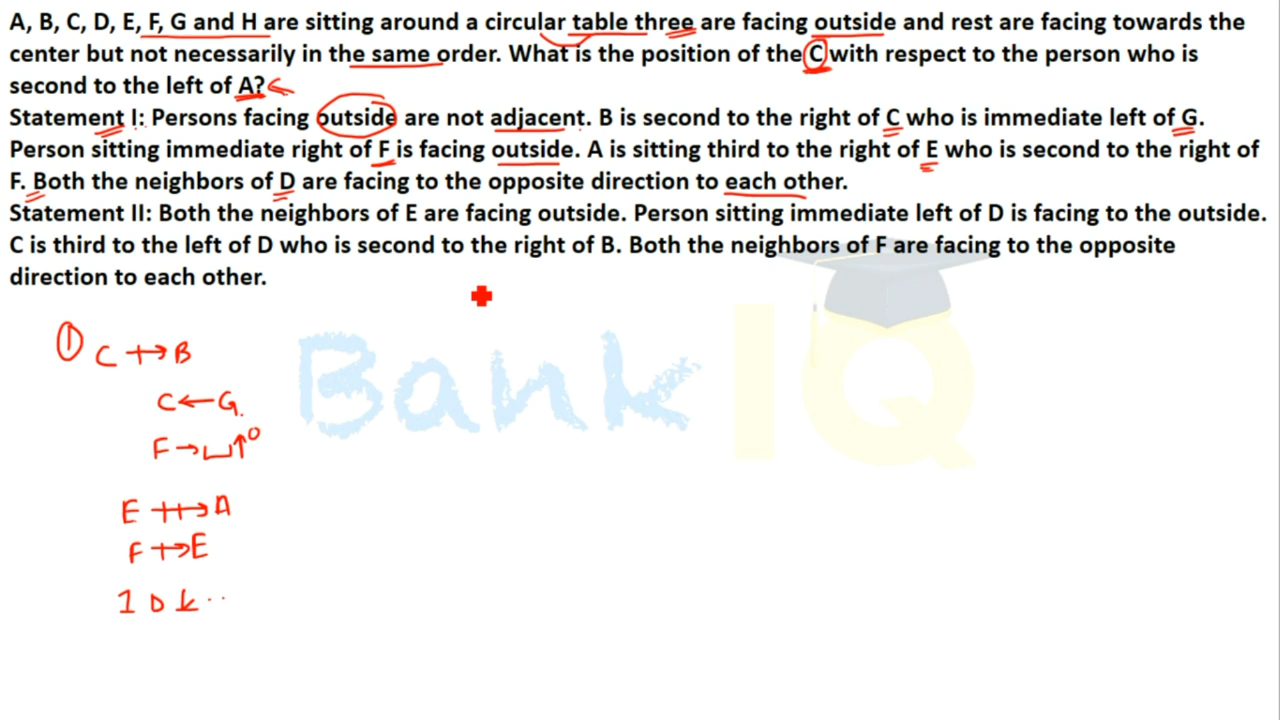 A, B, C, D, E, F, G and H are sitting around a circular table three are facing outside and rest are facing towards the
center but not necessarily in the same order. What is the position of the C with respect to the person who is
second to the left of A?
Statement I: Persons facing outside are not adjacent. B is second to the right of C who is immediate left of G.
Person sitting immediate right of F is facing outside. A is sitting third to the right of E who is second to the right of
F. Both the neighbors of D are facing to the opposite direction to each other.
Statement II: Both the neighbors of E are facing outside. Person sitting immediate left of D is facing to the outside.
C is third to the left of D who is second to the right of B. Both the neighbors of F are facing to the opposite
direction to each other.
① C → B
C ← G.
F → ↑ O
E → A
F → E
1 D k..
Bank IQ